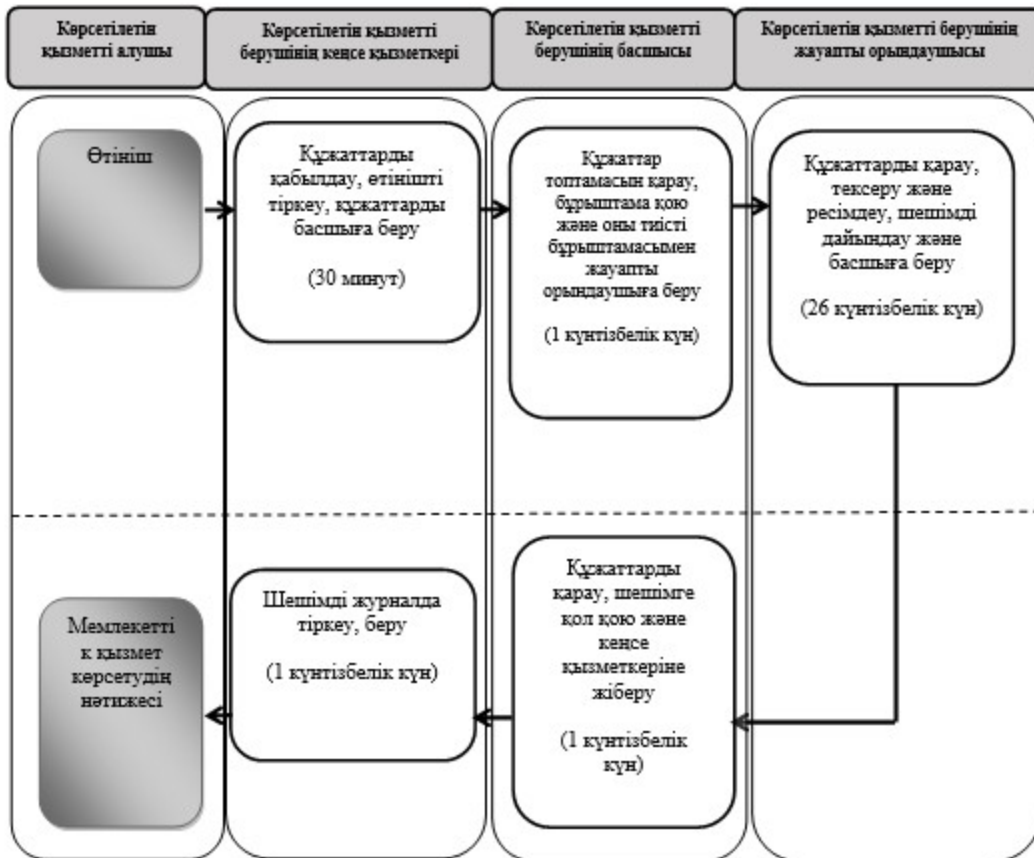 Көрсетілетін
қызметті алушы
Көрсетілетін қызметті
берушінің кеңсе қызметкері
Көрсетілетін қызметті
берушінің басшысы
Көрсетілетін қызметті берушінің
жауапты орындаушысы
Өтініш
Құжаттарды
қабылдау, өтінішті
тіркеу, құжаттарды
басшыға беру
(30 минут)
Құжаттар
топтамасын қарау,
бұрыштама қою
және оны тиісті
бұрыштамасымен
жауапты
орындаушыға беру
(1 күнтізбелік күн)
Құжаттарды қарау,
тексеру және
ресімдеу, шешімді
дайындау және
басшыға беру
(26 күнтізбелік күн)
Мемлекетті
к қызмет
көрсетудің
нәтижесі
Шешімді журналда
тіркеу, беру
(1 күнтізбелік күн)
Құжаттарды
қарау, шешімге
қол қою және
кеңсе
қызметкеріне
жіберу
(1 күнтізбелік
күн)